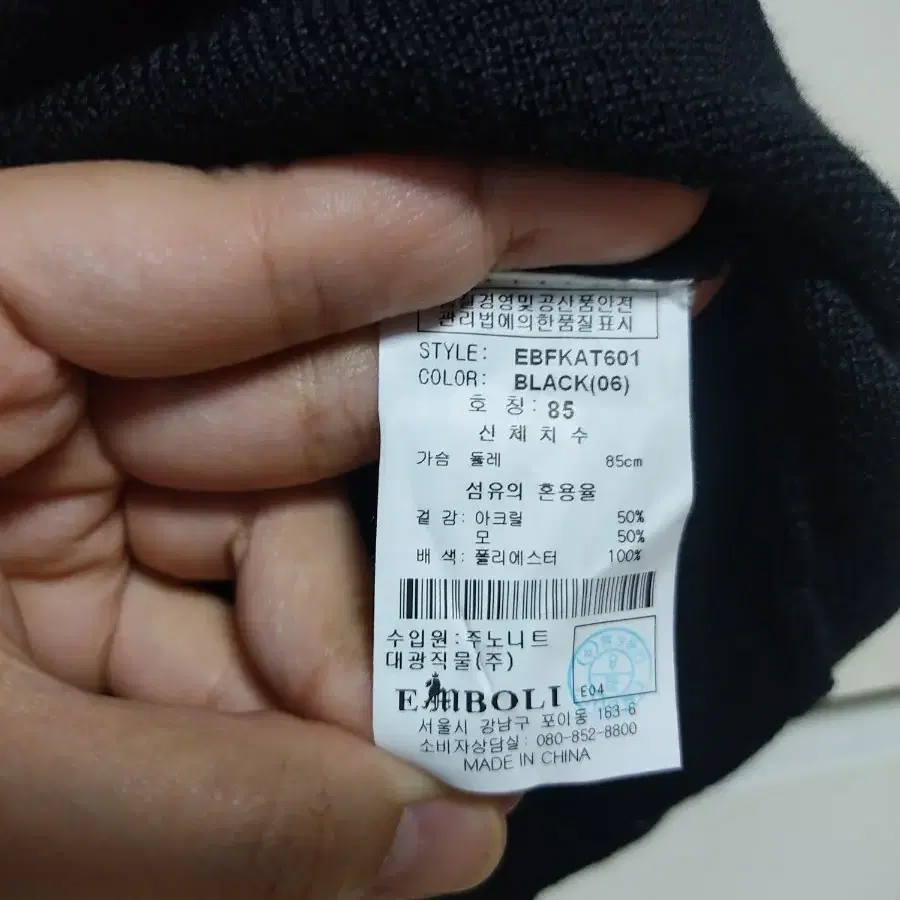 품질경영및공산품안전
관리법에의한품질표시
STYLE: EBFKAT601
COLOR: BLACK(06)
호 칭: 85
신 체 치 수
가슴 둘레 85cm
섬유의 혼용율
겉 감: 아크릴 50%
모 50%
배 색: 폴리에스터 100%
수입원: 주노니트
대광직물(주)
EMBOLI
E04
서울시 강남구 포이동 163-6
소비자상담실: 080-852-8800
MADE IN CHINA